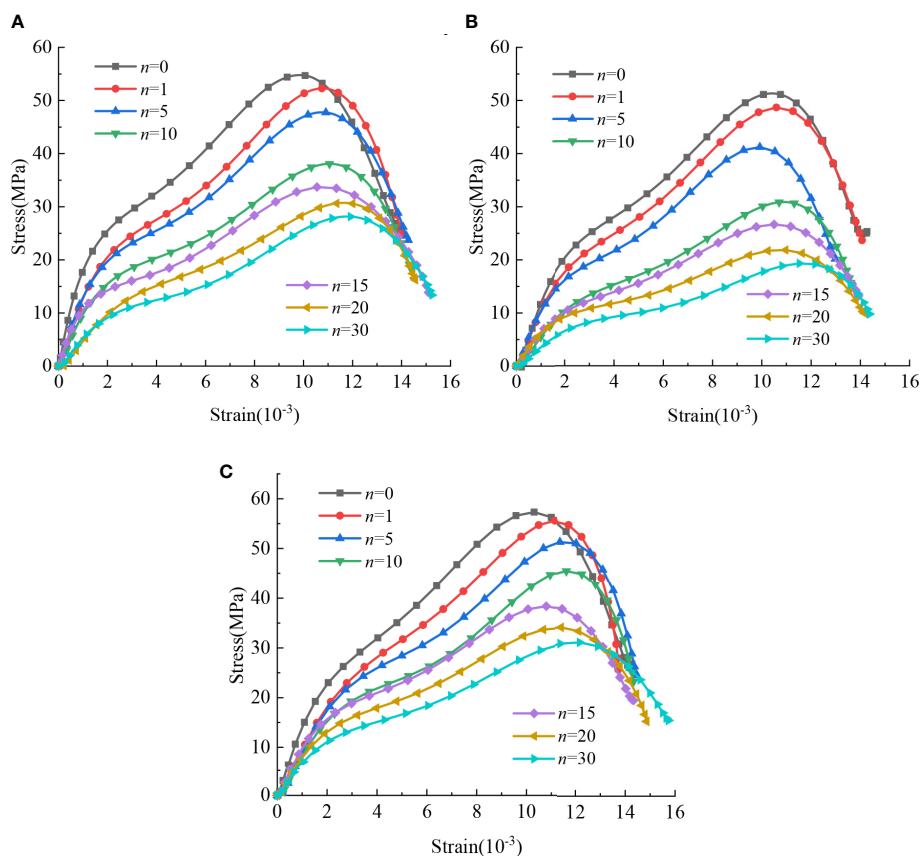 A
60
50
40
30
20
10
0
Stress(MPa)
n=0
n=1
n=5
n=10
n=15
n=20
n=30
0 2 4 6 8 10 12 14 16
Strain(10-3)
B
60
50
40
30
20
10
0
Stress(MPa)
n=0
n=1
n=5
n=10
n=15
n=20
n=30
0 2 4 6 8 10 12 14 16
Strain(10-3)
C
60
50
40
30
20
10
0
Stress(MPa)
n=0
n=1
n=5
n=10
n=15
n=20
n=30
0 2 4 6 8 10 12 14 16
Strain(10-3)